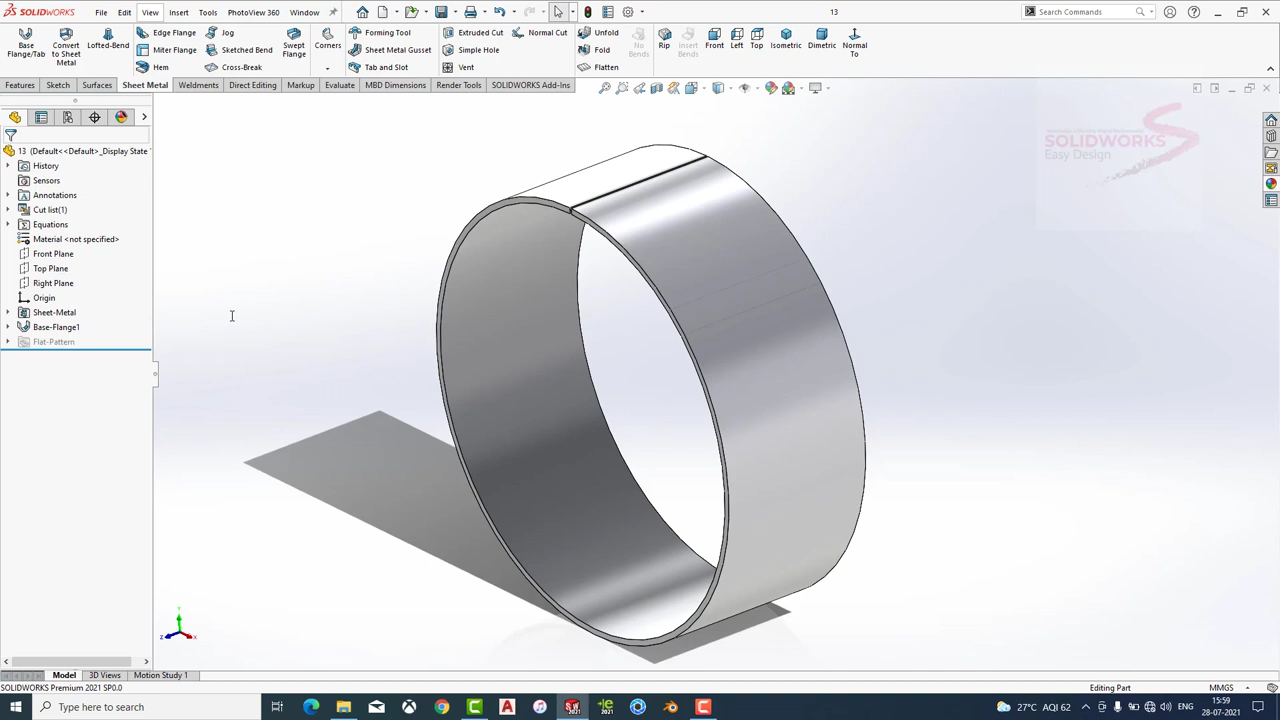 SOLIDWORKS File Edit View Insert Tools PhotoView 360 Window 13 Search Commands
Base Flange/Tab
Convert to Sheet Metal
Lofted-Bend
Edge Flange
Miter Flange
Hem
Jog
Sketched Bend
Cross-Break
Swept Flange
Corners
Forming Tool
Sheet Metal Gusset
Tab and Slot
Extruded Cut
Simple Hole
Vent
Normal Cut
Unfold
Fold
Flatten
No Bends
Rip
Insert Bends
Front
Left
Top
Isometric
Dimetric
Normal To
Features Sketch Surfaces Sheet Metal Weldments Direct Editing Markup Evaluate MBD Dimensions Render Tools SOLIDWORKS Add-Ins
SOLIDWORKS
Easy Design
13 (Default<<Default>_Display State
History
Sensors
Annotations
Cut list(1)
Equations
Material <not specified>
Front Plane
Top Plane
Right Plane
Origin
Sheet-Metal
Base-Flange1
Flat-Pattern
Y
Z
X
Model 3D Views Motion Study 1
SOLIDWORKS Premium 2021 SP0.0 Editing Part MMGS
Type here to search
27°C AQI 62 ENG 15:59
28-07-2021